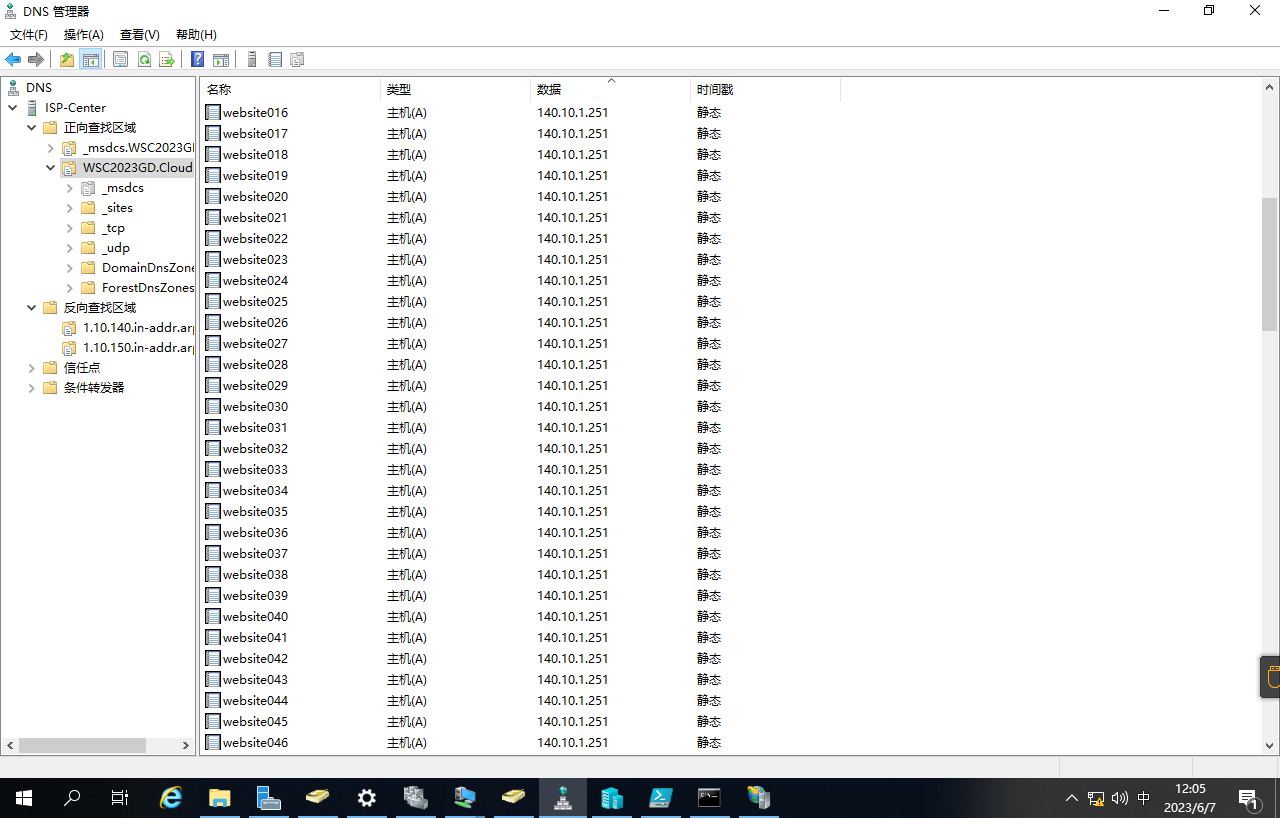 DNS 管理器
文件(F) 操作(A) 查看(V) 帮助(H)
DNS
ISP-Center
正向查找区域
_msdcs.WSC2023G
WSC2023GD.Cloud
_msdcs
_sites
_tcp
_udp
DomainDnsZone
ForestDnsZones
反向查找区域
1.10.140.in-addr.arp
1.10.150.in-addr.arp
信任点
条件转发器
名称 类型 数据 时间戳
website016 主机(A) 140.10.1.251 静态
website017 主机(A) 140.10.1.251 静态
website018 主机(A) 140.10.1.251 静态
website019 主机(A) 140.10.1.251 静态
website020 主机(A) 140.10.1.251 静态
website021 主机(A) 140.10.1.251 静态
website022 主机(A) 140.10.1.251 静态
website023 主机(A) 140.10.1.251 静态
website024 主机(A) 140.10.1.251 静态
website025 主机(A) 140.10.1.251 静态
website026 主机(A) 140.10.1.251 静态
website027 主机(A) 140.10.1.251 静态
website028 主机(A) 140.10.1.251 静态
website029 主机(A) 140.10.1.251 静态
website030 主机(A) 140.10.1.251 静态
website031 主机(A) 140.10.1.251 静态
website032 主机(A) 140.10.1.251 静态
website033 主机(A) 140.10.1.251 静态
website034 主机(A) 140.10.1.251 静态
website035 主机(A) 140.10.1.251 静态
website036 主机(A) 140.10.1.251 静态
website037 主机(A) 140.10.1.251 静态
website038 主机(A) 140.10.1.251 静态
website039 主机(A) 140.10.1.251 静态
website040 主机(A) 140.10.1.251 静态
website041 主机(A) 140.10.1.251 静态
website042 主机(A) 140.10.1.251 静态
website043 主机(A) 140.10.1.251 静态
website044 主机(A) 140.10.1.251 静态
website045 主机(A) 140.10.1.251 静态
website046 主机(A) 140.10.1.251 静态
中
12:05
2023/6/7
1